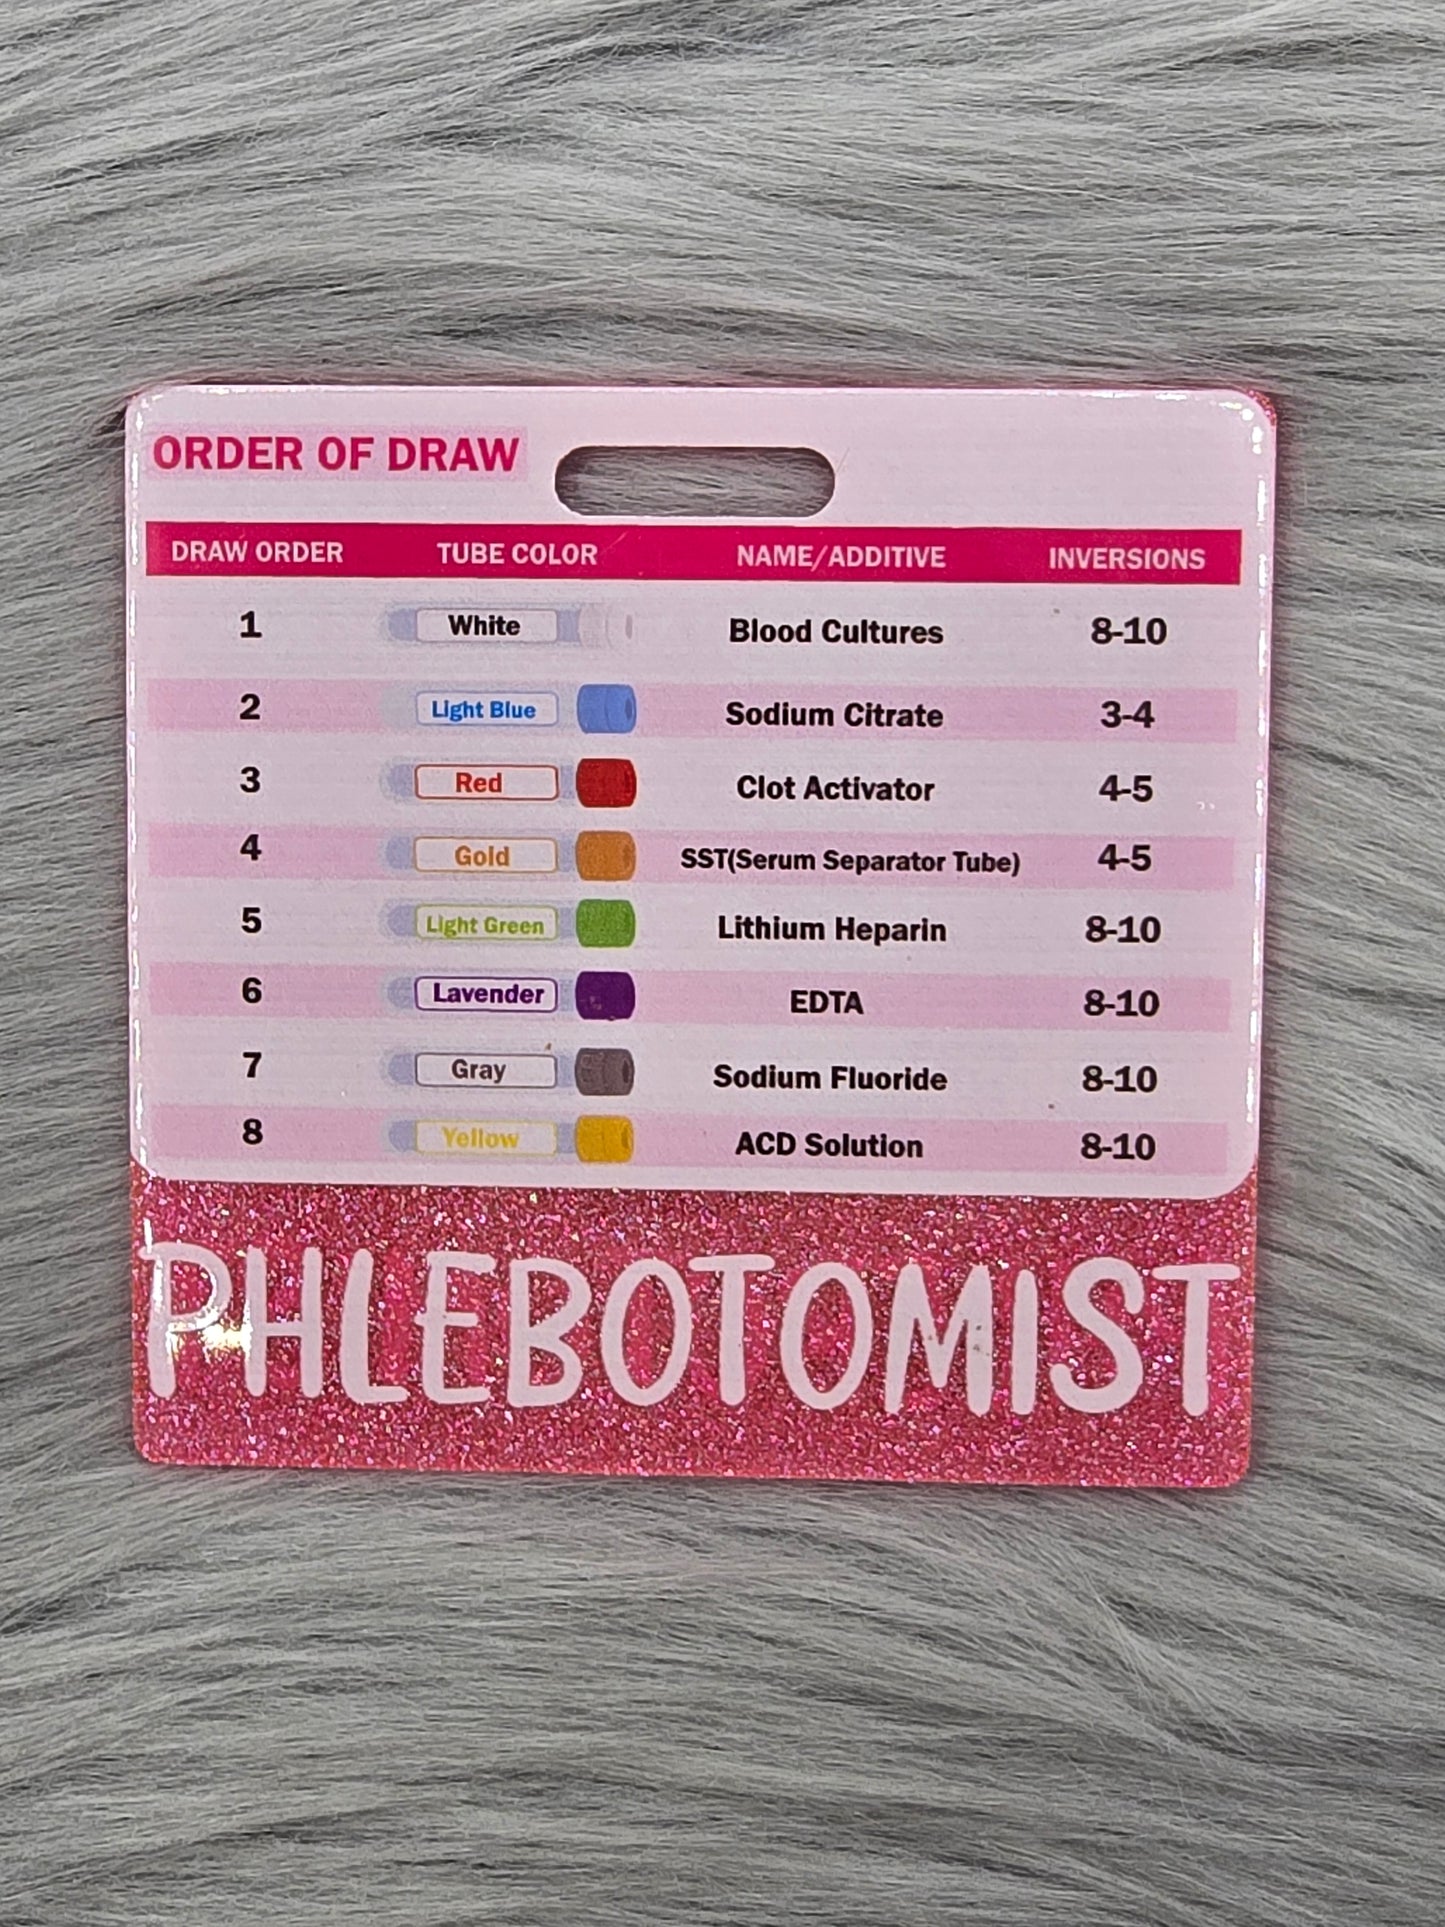 ORDER OF DRAW
DRAW ORDER TUBE COLOR NAME/ADDITIVE INVERSIONS
1 White Blood Cultures 8-10
2 Light Blue Sodium Citrate 3-4
3 Red Clot Activator 4-5
4 Gold SST(Serum Separator Tube) 4-5
5 Light Green Lithium Heparin 8-10
6 Lavender EDTA 8-10
7 Gray Sodium Fluoride 8-10
8 Yellow ACD Solution 8-10
PHLEBOTOMIST